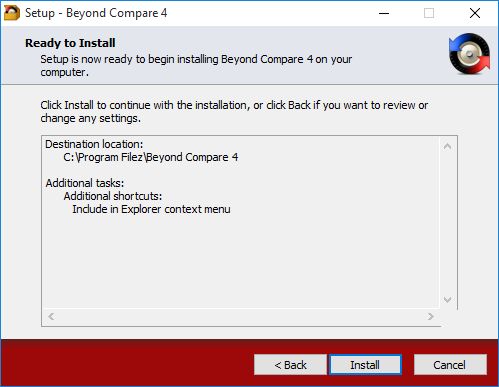 Setup - Beyond Compare 4
Ready to Install
Setup is now ready to begin installing Beyond Compare 4 on your
computer.
Click Install to continue with the installation, or click Back if you want to review or
change any settings.
Destination location:
C:\Program Filez\Beyond Compare 4
Additional tasks:
Additional shortcuts:
Include in Explorer context menu
< Back
Install
Cancel